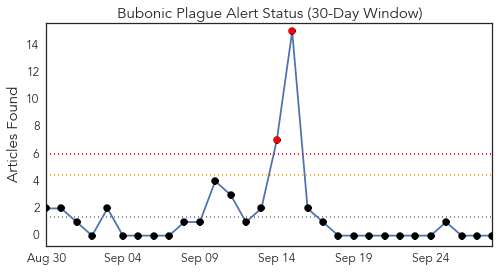 Bubonic Plague Alert Status (30-Day Window)
Articles Found
14
12
10
8
6
4
2
0
Aug 30 Sep 04 Sep 09 Sep 14 Sep 19 Sep 24